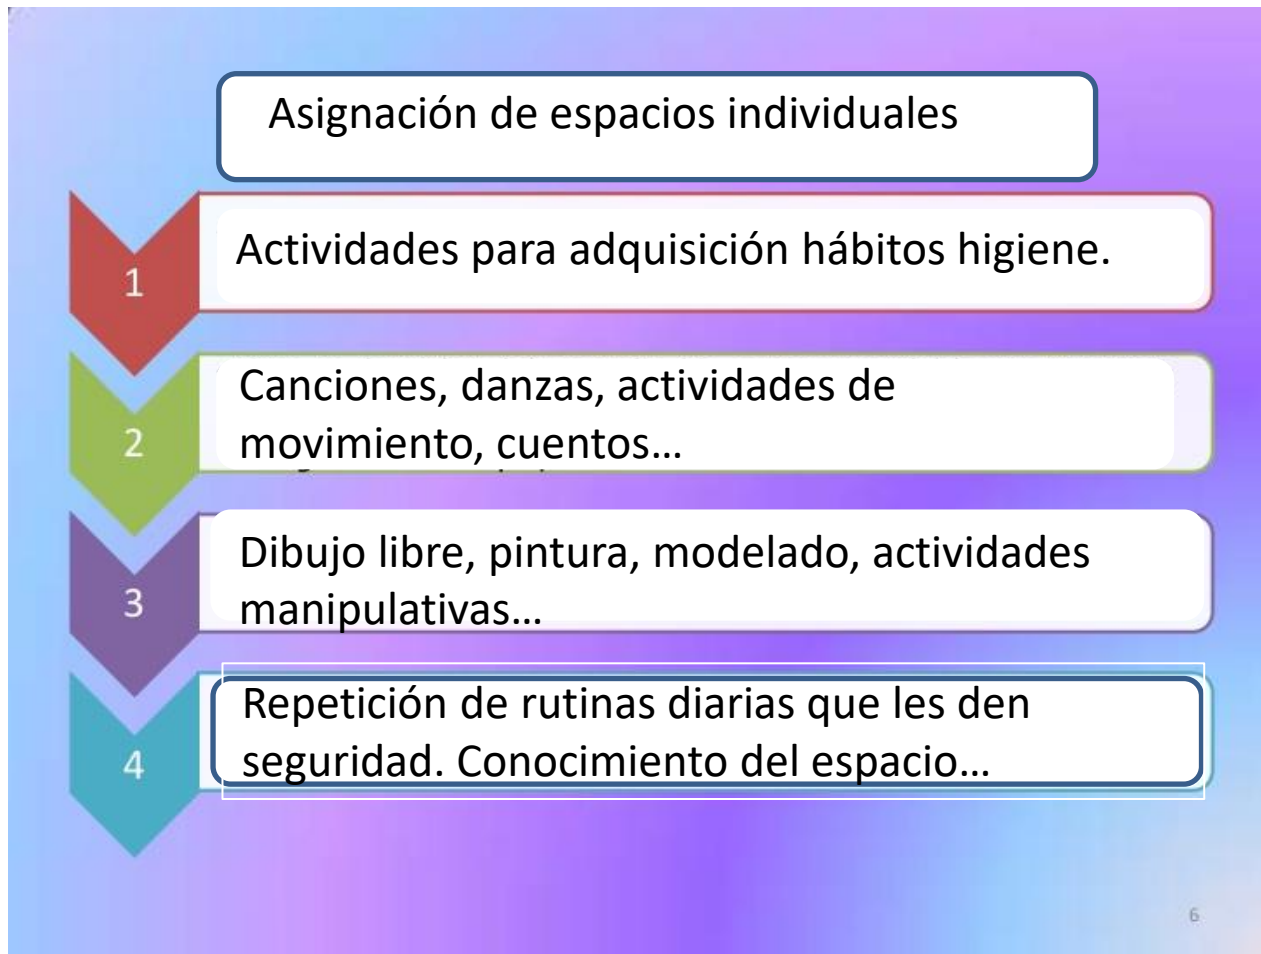 Asignación de espacios individuales
1
Actividades para adquisición hábitos higiene.
2
Canciones, danzas, actividades de
movimiento, cuentos...
3
Dibujo libre, pintura, modelado, actividades
manipulativas...
4
Repetición de rutinas diarias que les den
seguridad. Conocimiento del espacio...
6